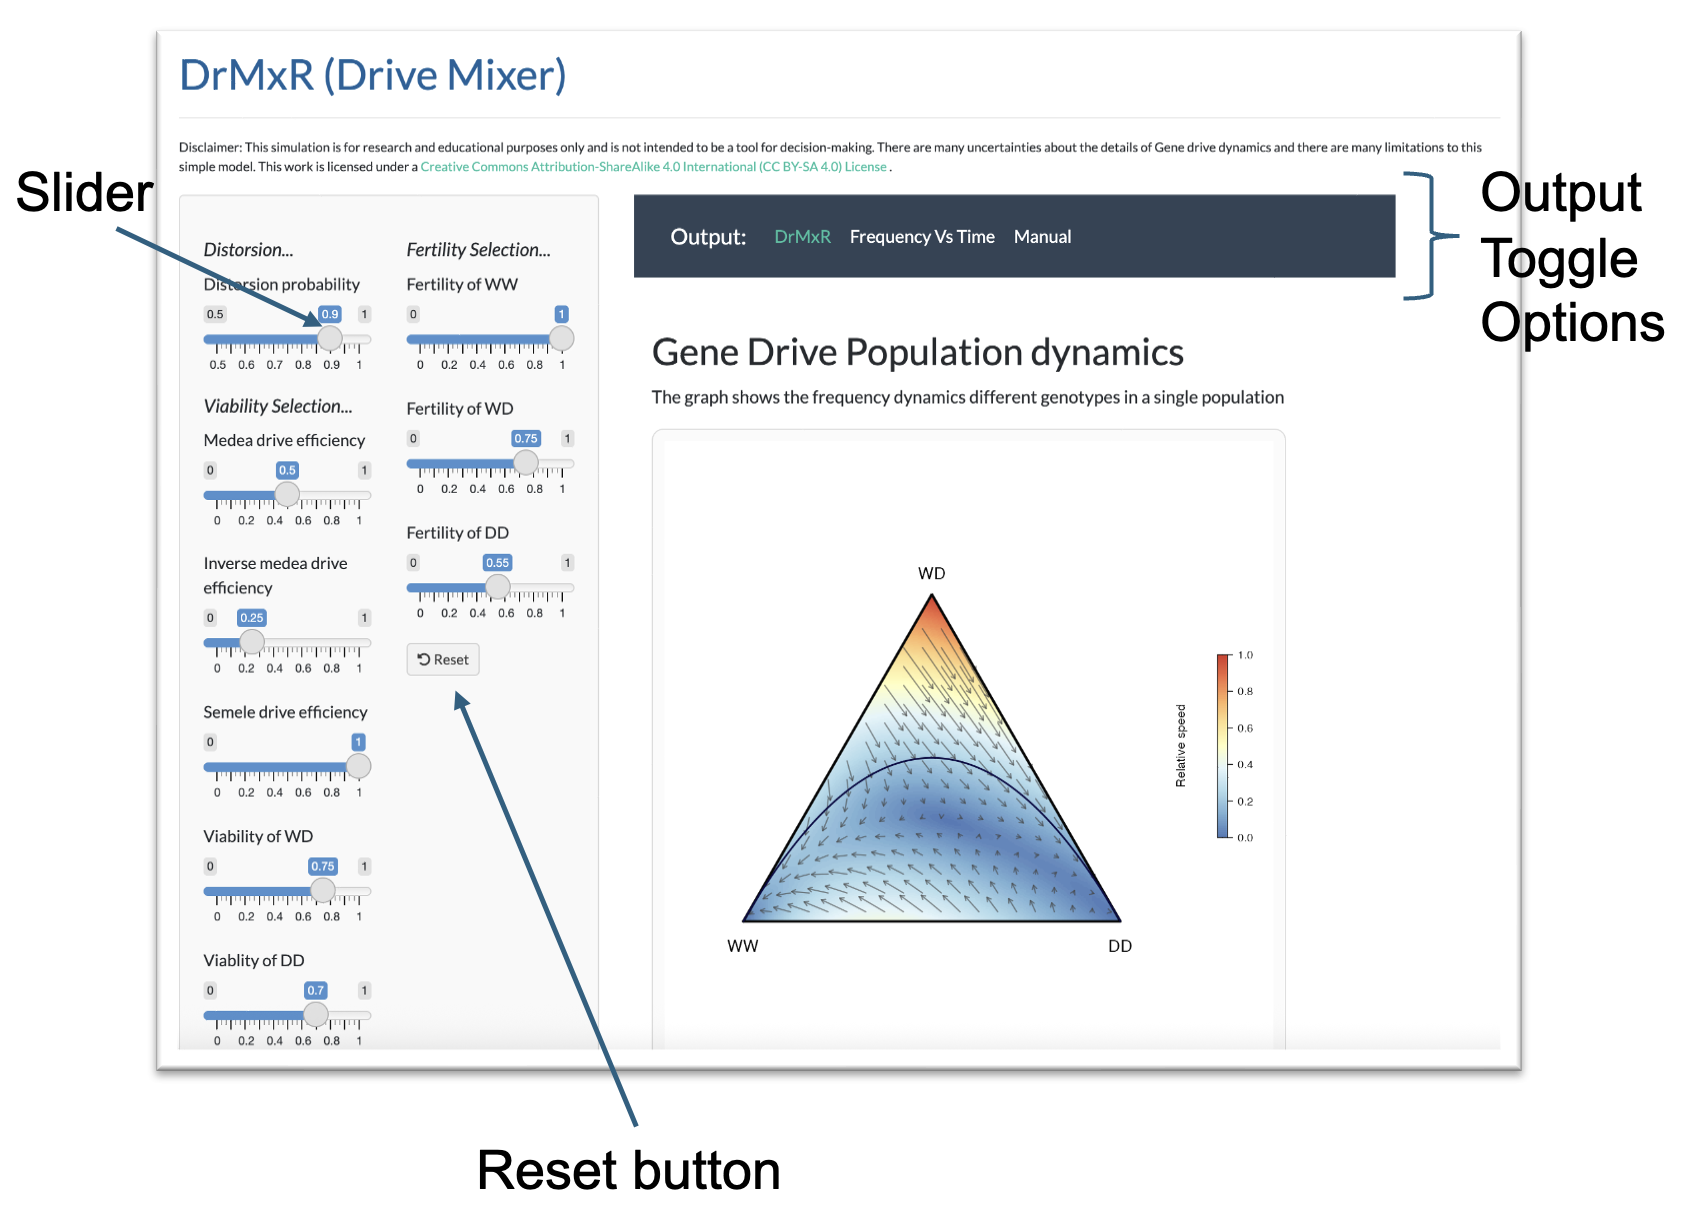 DrMxR (Drive Mixer)
Disclaimer: This simulation is for research and educational purposes only and is not intended to be a tool for decision-making. There are many uncertainties about the details of Gene drive dynamics and there are many limitations to this
simple model. This work is licensed under a Creative Commons Attribution-ShareAlike 4.0 International (CC BY-SA 4.0) License .
Slider
Output
Toggle
Options
Distorsion...
Distorsion probability
0.5 0.9 1
0.5 0.6 0.7 0.8 0.9 1
Viability Selection...
Medea drive efficiency
0 0.5 1
0 0.2 0.4 0.6 0.8 1
Inverse medea drive
efficiency
0 0.25 1
0 0.2 0.4 0.6 0.8 1
Semele drive efficiency
0 1
0 0.2 0.4 0.6 0.8 1
Viability of WD
0 0.75 1
0 0.2 0.4 0.6 0.8 1
Viablity of DD
0 0.7 1
0 0.2 0.4 0.6 0.8 1
Fertility Selection...
Fertility of WW
0 1
0 0.2 0.4 0.6 0.8 1
Fertility of WD
0 0.75 1
0 0.2 0.4 0.6 0.8 1
Fertility of DD
0 0.55 1
0 0.2 0.4 0.6 0.8 1
Reset
Output: DrMxR Frequency Vs Time Manual
Gene Drive Population dynamics
The graph shows the frequency dynamics different genotypes in a single population
WD
WW
DD
Relative speed
1.0
0.8
0.6
0.4
0.2
0.0
Reset button